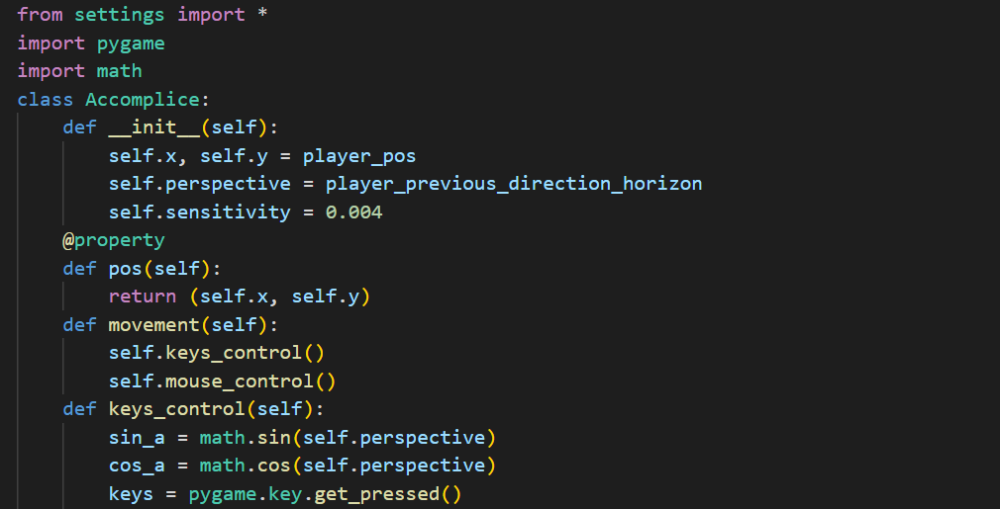 from settings import *
import pygame
import math
class Accomplice:
    def __init__(self):
        self.x, self.y = player_pos
        self.perspective = player_previous_direction_horizon
        self.sensitivity = 0.004
    @property
    def pos(self):
        return (self.x, self.y)
    def movement(self):
        self.keys_control()
        self.mouse_control()
    def keys_control(self):
        sin_a = math.sin(self.perspective)
        cos_a = math.cos(self.perspective)
        keys = pygame.key.get_pressed()